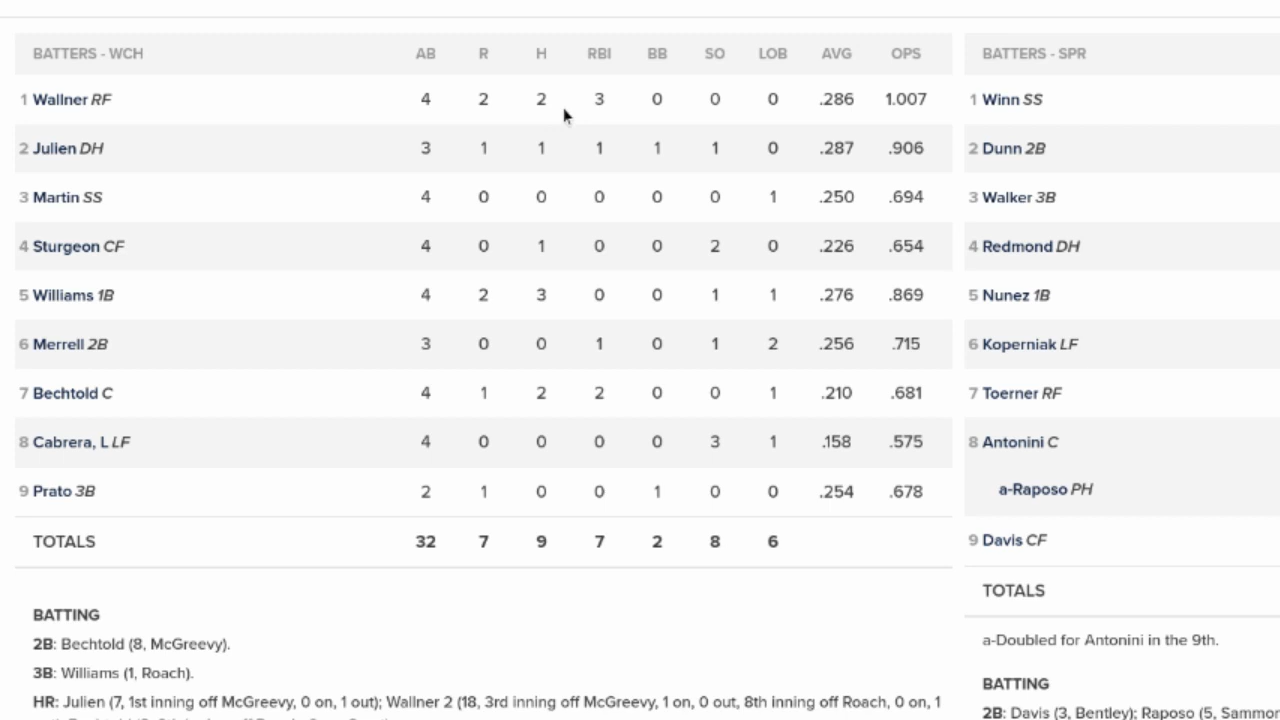 BATTERS - WCH AB R H RBI BB SO LOB AVG OPS
1 Wallner RF 4 2 2 3 0 0 0 .286 1.007
2 Julien DH 3 1 1 1 1 1 0 .287 .906
3 Martin SS 4 0 0 0 0 0 1 .250 .694
4 Sturgeon CF 4 0 1 0 0 2 0 .226 .654
5 Williams 1B 4 2 3 0 0 1 1 .276 .869
6 Merrell 2B 3 0 0 1 0 1 2 .256 .715
7 Bechtold C 4 1 2 2 0 0 1 .210 .681
8 Cabrera, L LF 4 0 0 0 0 3 1 .158 .575
9 Prato 3B 2 1 0 0 1 0 0 .254 .678
TOTALS 32 7 9 7 2 8 6
BATTING
2B: Bechtold (8, McGreevy).
3B: Williams (1, Roach).
HR: Julien (7, 1st inning off McGreevy, 0 on, 1 out); Wallner 2 (18, 3rd inning off McGreevy, 1 on, 0 out, 8th inning off Roach, 0 on, 1
BATTERS - SPR
1 Winn SS
2 Dunn 2B
3 Walker 3B
4 Redmond DH
5 Nunez 1B
6 Koperniak LF
7 Toerner RF
8 Antonini C
a-Raposo PH
9 Davis CF
TOTALS
a-Doubled for Antonini in the 9th.
BATTING
2B: Davis (3, Bentley); Raposo (5, Sammor